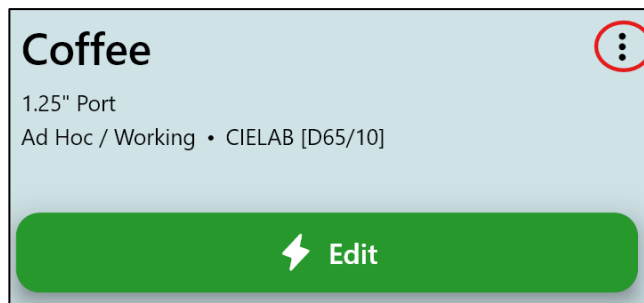 Coffee
1.25" Port
Ad Hoc / Working • CIELAB [D65/10]
Edit